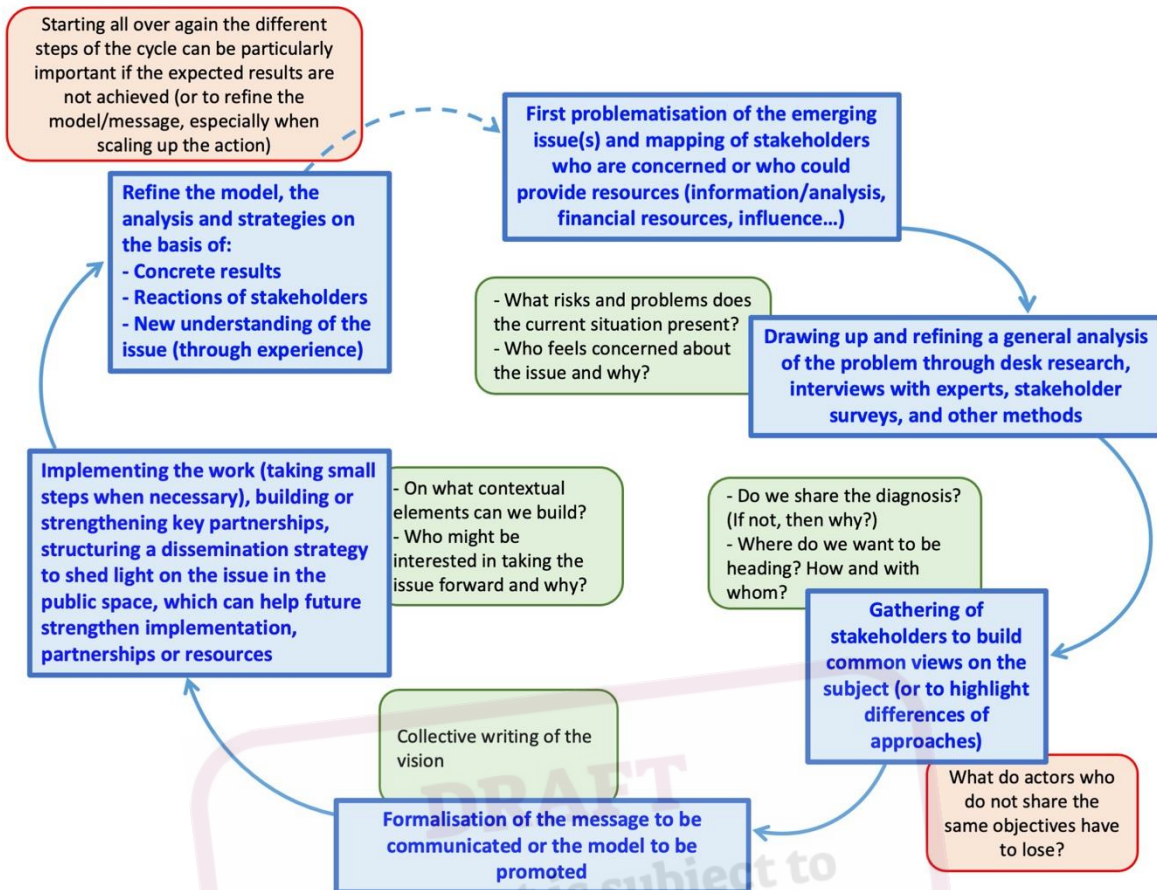 Starting all over again the different
steps of the cycle can be particularly
important if the expected results are
not achieved (or to refine the
model/message, especially when
scaling up the action)
First problematisation of the emerging
issue(s) and mapping of stakeholders
who are concerned or who could
provide resources (information/analysis,
financial resources, influence…)
Refine the model, the
analysis and strategies on
the basis of:
- Concrete results
- Reactions of stakeholders
- New understanding of the
issue (through experience)
- What risks and problems does
the current situation present?
- Who feels concerned about
the issue and why?
Drawing up and refining a general analysis
of the problem through desk research,
interviews with experts, stakeholder
surveys, and other methods
Implementing the work (taking small
steps when necessary), building or
strengthening key partnerships,
structuring a dissemination strategy
to shed light on the issue in the
public space, which can help future
strengthen implementation,
partnerships or resources
- On what contextual
elements can we build?
- Who might be
interested in taking the
issue forward and why?
- Do we share the diagnosis?
(If not, then why?)
- Where do we want to be
heading? How and with
whom?
Gathering of
stakeholders to build
common views on the
subject (or to highlight
differences of
approaches)
Collective writing of the
vision
What do actors who
do not share the
same objectives have
to lose?
Formalisation of the message to be
communicated or the model to be
promoted
DRAFT
subject to